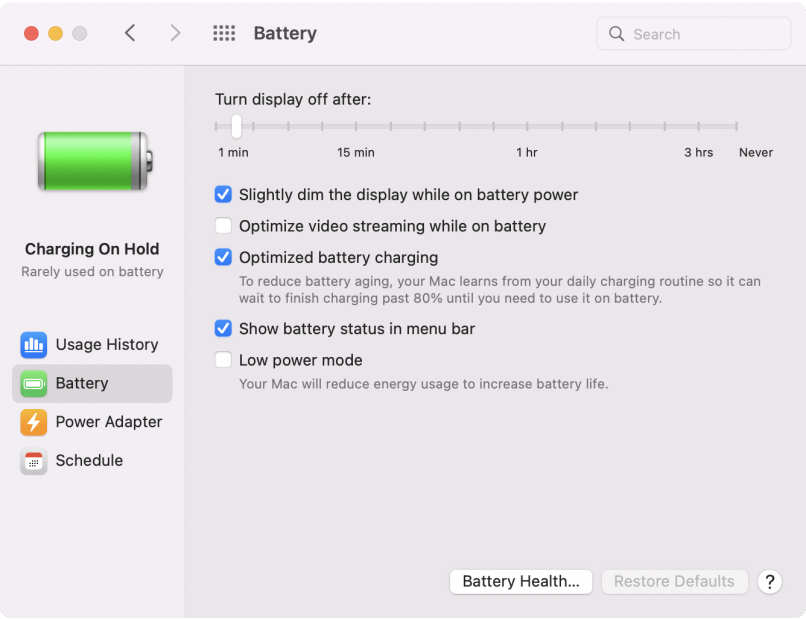 Battery
Search
Charging On Hold
Rarely used on battery
Usage History
Battery
Power Adapter
Schedule
Turn display off after:
1 min 15 min 1 hr 3 hrs Never
Slightly dim the display while on battery power
Optimize video streaming while on battery
Optimized battery charging
To reduce battery aging, your Mac learns from your daily charging routine so it can
wait to finish charging past 80% until you need to use it on battery.
Show battery status in menu bar
Low power mode
Your Mac will reduce energy usage to increase battery life.
Battery Health... Restore Defaults ?